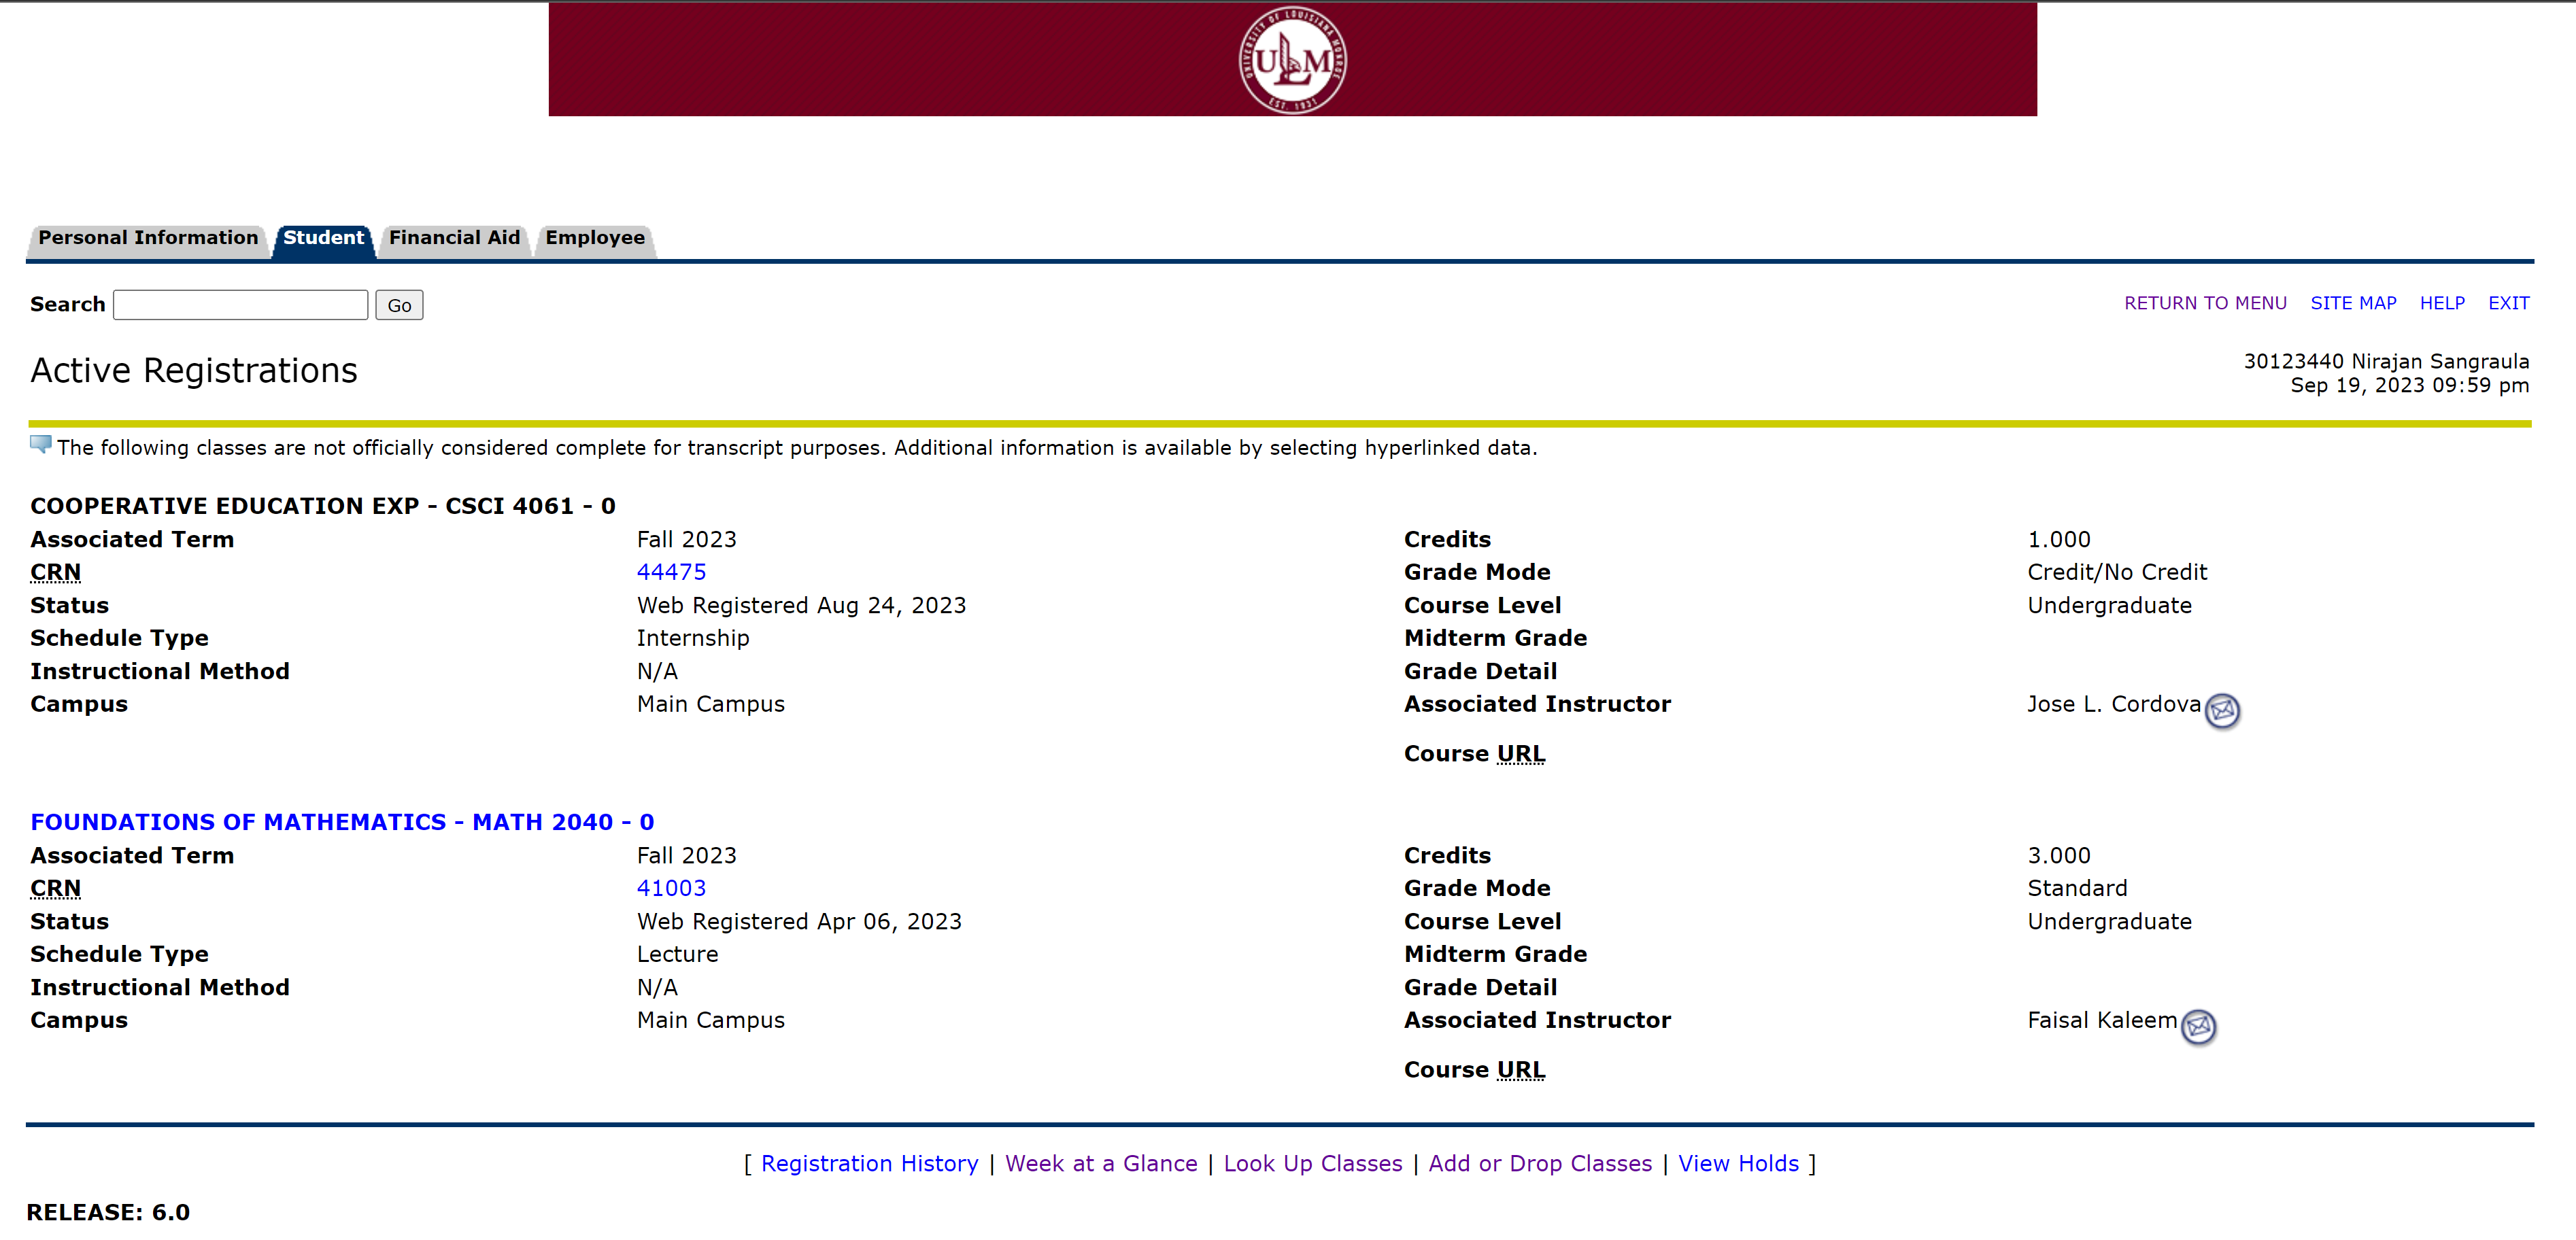 UNIVERSITY OF LOUISIANA MONROE
ULM
EST. 1931
Personal Information Student Financial Aid Employee
Search Go RETURN TO MENU SITE MAP HELP EXIT
Active Registrations
30123440 Nirajan Sangraula
Sep 19, 2023 09:59 pm
The following classes are not officially considered complete for transcript purposes. Additional information is available by selecting hyperlinked data.
COOPERATIVE EDUCATION EXP - CSCI 4061 - 0
Associated Term Fall 2023 Credits 1.000
CRN 44475 Grade Mode Credit/No Credit
Status Web Registered Aug 24, 2023 Course Level Undergraduate
Schedule Type Internship Midterm Grade
Instructional Method N/A Grade Detail
Campus Main Campus Associated Instructor Jose L. Cordova
Course URL
FOUNDATIONS OF MATHEMATICS - MATH 2040 - 0
Associated Term Fall 2023 Credits 3.000
CRN 41003 Grade Mode Standard
Status Web Registered Apr 06, 2023 Course Level Undergraduate
Schedule Type Lecture Midterm Grade
Instructional Method N/A Grade Detail
Campus Main Campus Associated Instructor Faisal Kaleem
Course URL
[ Registration History | Week at a Glance | Look Up Classes | Add or Drop Classes | View Holds ]
RELEASE: 6.0